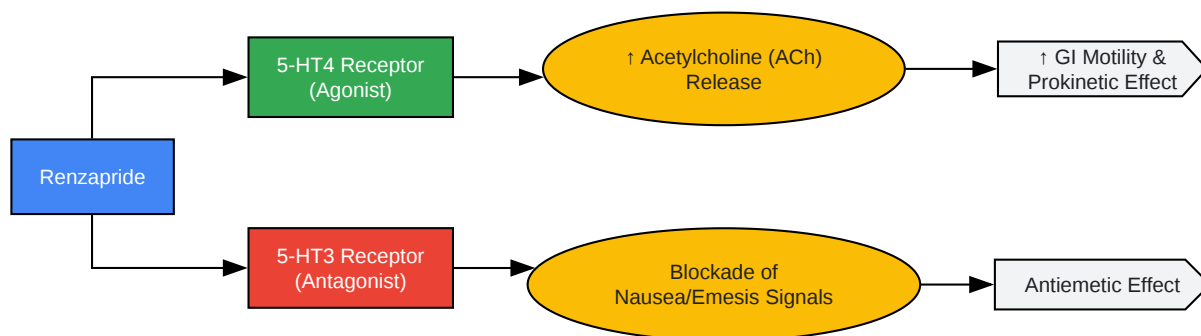 Renzapride
5-HT4 Receptor
(Agonist)
↑ Acetylcholine (ACh)
Release
↑ GI Motility &
Prokinetic Effect
5-HT3 Receptor
(Antagonist)
Blockade of
Nausea/Emesis Signals
Antiemetic Effect